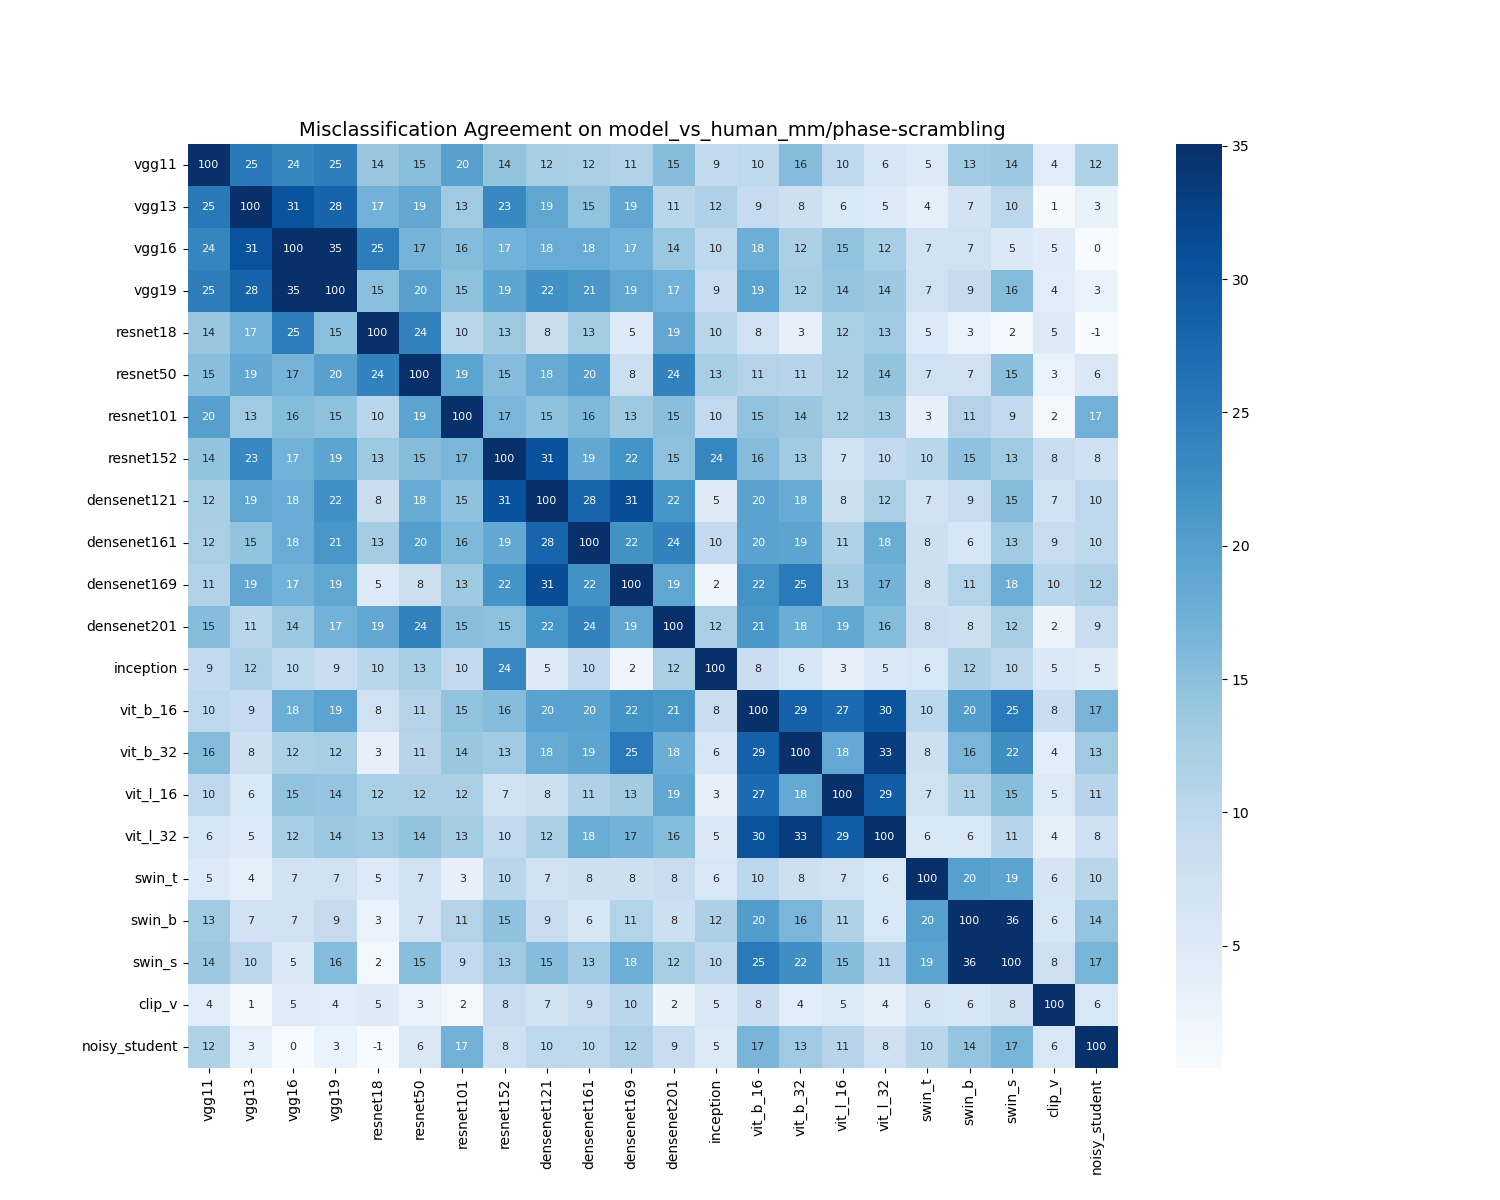 Misclassification Agreement on model_vs_human_mm/phase-scrambling
vgg11 100 25 24 25 14 15 20 14 12 12 11 15 9 10 16 10 6 5 13 14 4 12
vgg13 25 100 31 28 17 19 13 23 19 15 19 11 12 9 8 6 5 4 7 10 1 3
vgg16 24 31 100 35 25 17 16 17 18 18 17 14 10 18 12 15 12 7 7 5 5 0
vgg19 25 28 35 100 15 20 15 19 22 21 19 17 9 19 12 14 14 7 9 16 4 3
resnet18 14 17 25 15 100 24 10 13 8 13 5 19 10 8 3 12 13 5 3 2 5 -1
resnet50 15 19 17 20 24 100 19 15 18 20 8 24 13 11 11 12 14 7 7 15 3 6
resnet101 20 13 16 15 10 19 100 17 15 16 13 15 10 15 14 12 13 3 11 9 2 17
resnet152 14 23 17 19 13 15 17 100 31 19 22 15 24 16 13 7 10 10 15 13 8 8
densenet121 12 19 18 22 8 18 15 31 100 28 31 22 5 20 18 8 12 7 9 15 7 10
densenet161 12 15 18 21 13 20 16 19 28 100 22 24 10 20 19 11 18 8 6 13 9 10
densenet169 11 19 17 19 5 8 13 22 31 22 100 19 2 22 25 13 17 8 11 18 10 12
densenet201 15 11 14 17 19 24 15 15 22 24 19 100 12 21 18 19 16 8 8 12 2 9
inception 9 12 10 9 10 13 10 24 5 10 2 12 100 8 6 3 5 6 12 10 5 5
vit_b_16 10 9 18 19 8 11 15 16 20 20 22 21 8 100 29 27 30 10 20 25 8 17
vit_b_32 16 8 12 12 3 11 14 13 18 19 25 18 6 29 100 18 33 8 16 22 4 13
vit_l_16 10 6 15 14 12 12 12 7 8 11 13 19 3 27 18 100 29 7 11 15 5 11
vit_l_32 6 5 12 14 13 14 13 10 12 18 17 16 5 30 33 29 100 6 6 11 4 8
swin_t 5 4 7 7 5 7 3 10 7 8 8 8 6 10 8 7 6 100 20 19 6 10
swin_b 13 7 7 9 3 7 11 15 9 6 11 8 12 20 16 11 6 20 100 36 6 14
swin_s 14 10 5 16 2 15 9 13 15 13 18 12 10 25 22 15 11 19 36 100 8 17
clip_v 4 1 5 4 5 3 2 8 7 9 10 2 5 8 4 5 4 6 6 8 100 6
noisy_student 12 3 0 3 -1 6 17 8 10 10 12 9 5 17 13 11 8 10 14 17 6 100
vgg11 vgg13 vgg16 vgg19 resnet18 resnet50 resnet101 resnet152 densenet121 densenet161 densenet169 densenet201 inception vit_b_16 vit_b_32 vit_l_16 vit_l_32 swin_t swin_b swin_s clip_v noisy_student
35
30
25
20
15
10
5